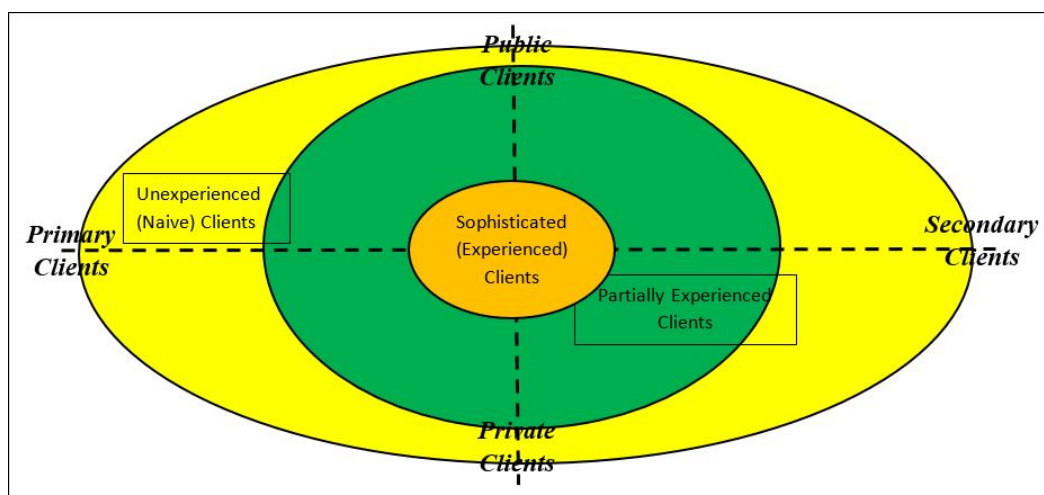 Public
Clients
Unexperienced
(Naive) Clients
Primary
Clients
Sophisticated
(Experienced)
Clients
Secondary
Clients
Partially Experienced
Clients
Private
Clients